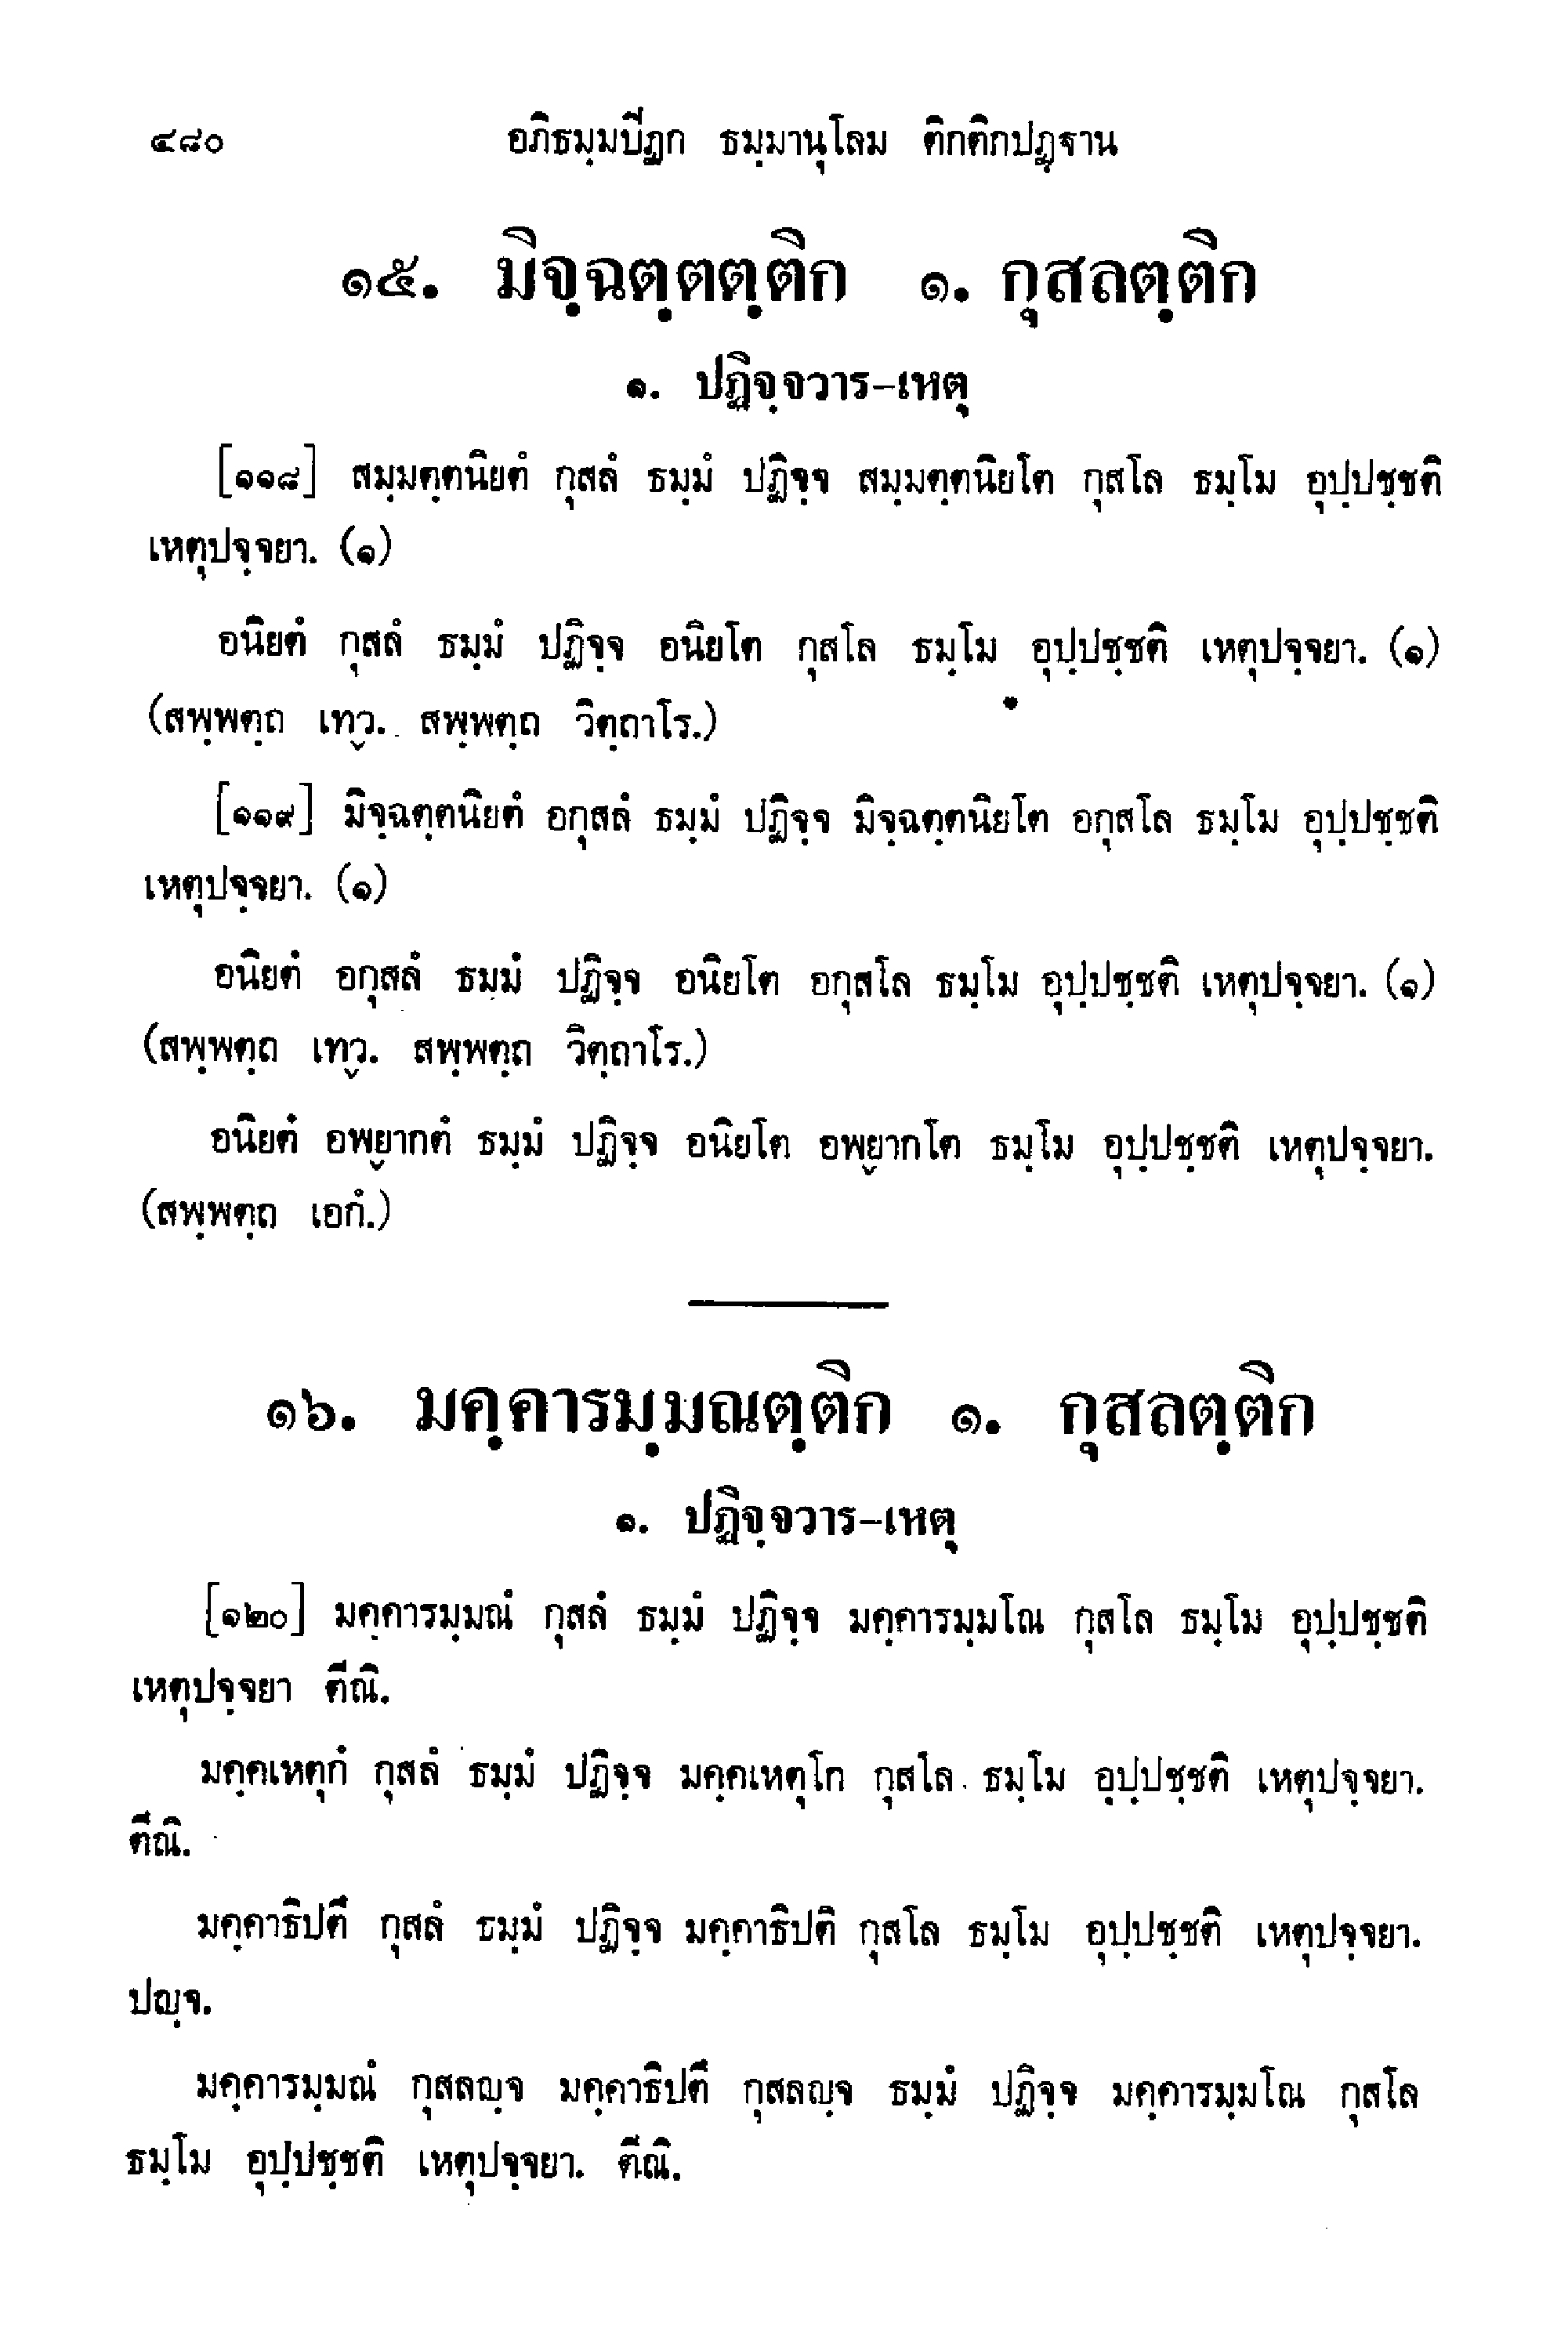 ๔๘๐ อภิธมฺมปิฏก ธมฺมานุโลม ติกติกปฏฺฐาน
๑๕. มิจฺฉตฺตตฺติก ๑. กุสลตฺติก
๑. ปฏิจฺจวาร-เหตุ
[๑๑๘] สมฺมตฺตนิยตํ กุสลํ ธมฺมํ ปฏิจฺจ สมฺมตฺตนิยโต กุสโล ธมฺโม อุปฺปชฺชติ
เหตุปจฺจยา. (๑)
อนิยตํ กุสลํ ธมฺมํ ปฏิจฺจ อนิยโต กุสโล ธมฺโม อุปฺปชฺชติ เหตุปจฺจยา. (๑)
(สพฺพตฺถ เทฺว. สพฺพตฺถ วิตฺถาโร.)
[๑๑๙] มิจฺฉตฺตนิยตํ อกุสลํ ธมฺมํ ปฏิจฺจ มิจฺฉตฺตนิยโต อกุสโล ธมฺโม อุปฺปชฺชติ
เหตุปจฺจยา. (๑)
อนิยตํ อกุสลํ ธมฺมํ ปฏิจฺจ อนิยโต อกุสโล ธมฺโม อุปฺปชฺชติ เหตุปจฺจยา. (๑)
(สพฺพตฺถ เทฺว. สพฺพตฺถ วิตฺถาโร.)
อนิยตํ อพฺยากตํ ธมฺมํ ปฏิจฺจ อนิยโต อพฺยากโต ธมฺโม อุปฺปชฺชติ เหตุปจฺจยา.
(สพฺพตฺถ เอกํ.)
๑๖. มคฺคารมฺมณตฺติก ๑. กุสลตฺติก
๑. ปฏิจฺจวาร-เหตุ
[๑๒๐] มคฺคารมฺมณํ กุสลํ ธมฺมํ ปฏิจฺจ มคฺคารมฺมโณ กุสโล ธมฺโม อุปฺปชฺชติ
เหตุปจฺจยา ตีณิ.
มคฺคเหตุกํ กุสลํ ธมฺมํ ปฏิจฺจ มคฺคเหตุโก กุสโล ธมฺโม อุปฺปชฺชติ เหตุปจฺจยา.
ตีณิ.
มคฺคาธิปตึ กุสลํ ธมฺมํ ปฏิจฺจ มคฺคาธิปติ กุสโล ธมฺโม อุปฺปชฺชติ เหตุปจฺจยา.
ปญฺจ.
มคฺคารมฺมณํ กุสลญฺจ มคฺคาธิปตึ กุสลญฺจ ธมฺมํ ปฏิจฺจ มคฺคารมฺมโณ กุสโล
ธมฺโม อุปฺปชฺชติ เหตุปจฺจยา. ตีณิ.